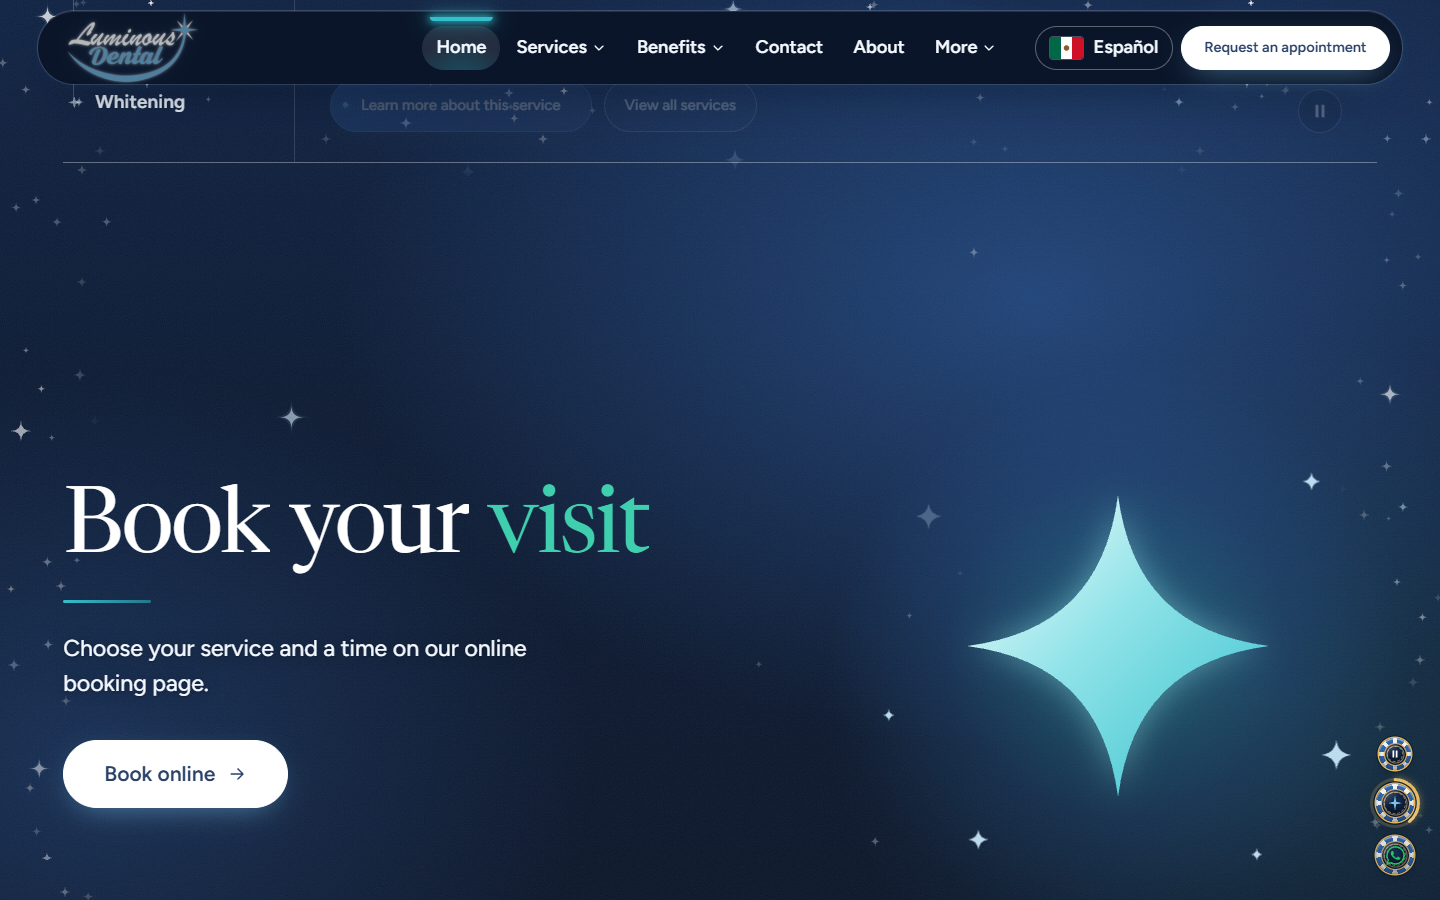 Luminous
Dental
Home
Services
Benefits
Contact
About
More
Español
Request an appointment
Whitening
Learn more about this service
View all services
Book your visit
Choose your service and a time on our online
booking page.
Book online